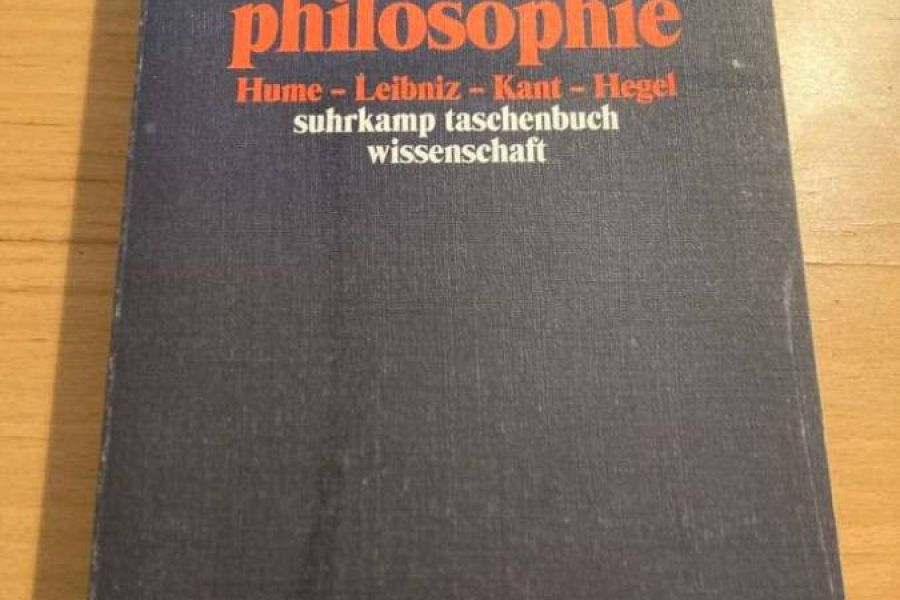 philosophie
Hume – Leibniz – Kant – Hegel
suhrkamp taschenbuch
wissenschaft